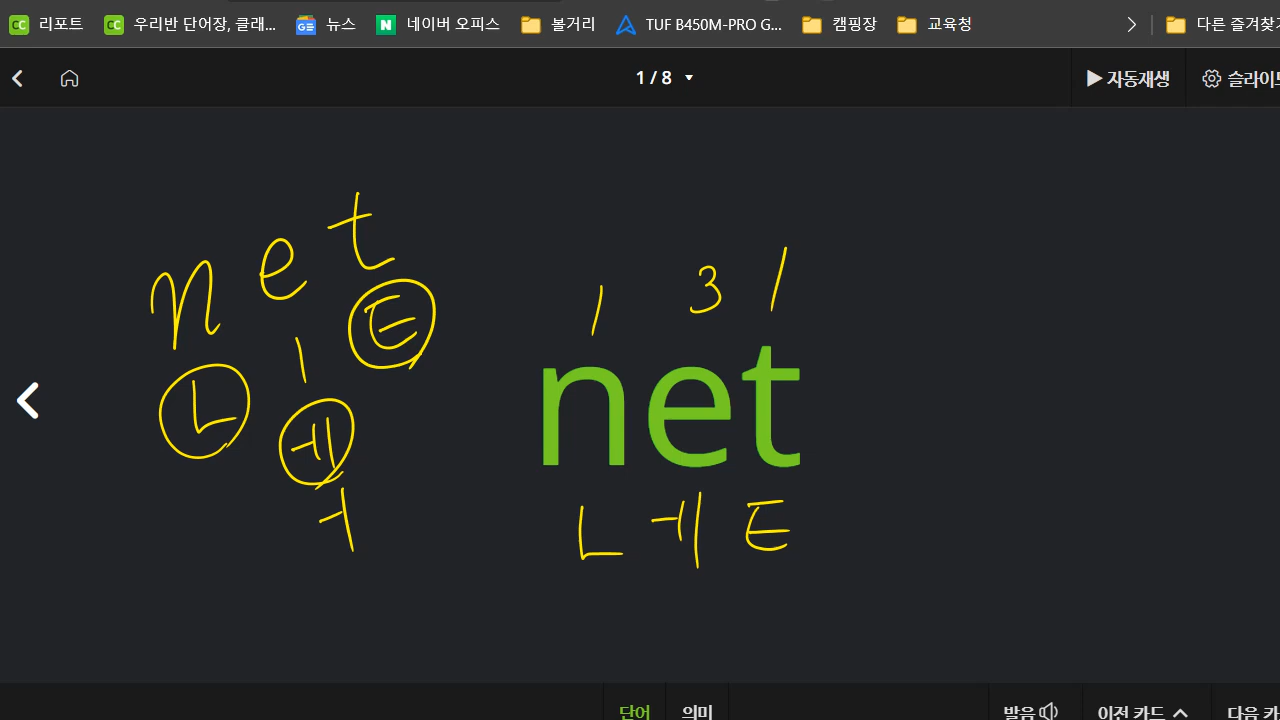 리포트 우리반 단어장, 클래... 뉴스 네이버 오피스 볼거리 TUF B450M-PRO G... 캠핑장 교육청 다른 즐겨찾기
1 / 8 자동재생 슬라이드
net
ㅣ ㅌ
ㄴ ㅔ
ㅓ
1 3 1
net
ㄴ ㅔ ㅌ
단어 의미 발음 이전 카드 다음 카